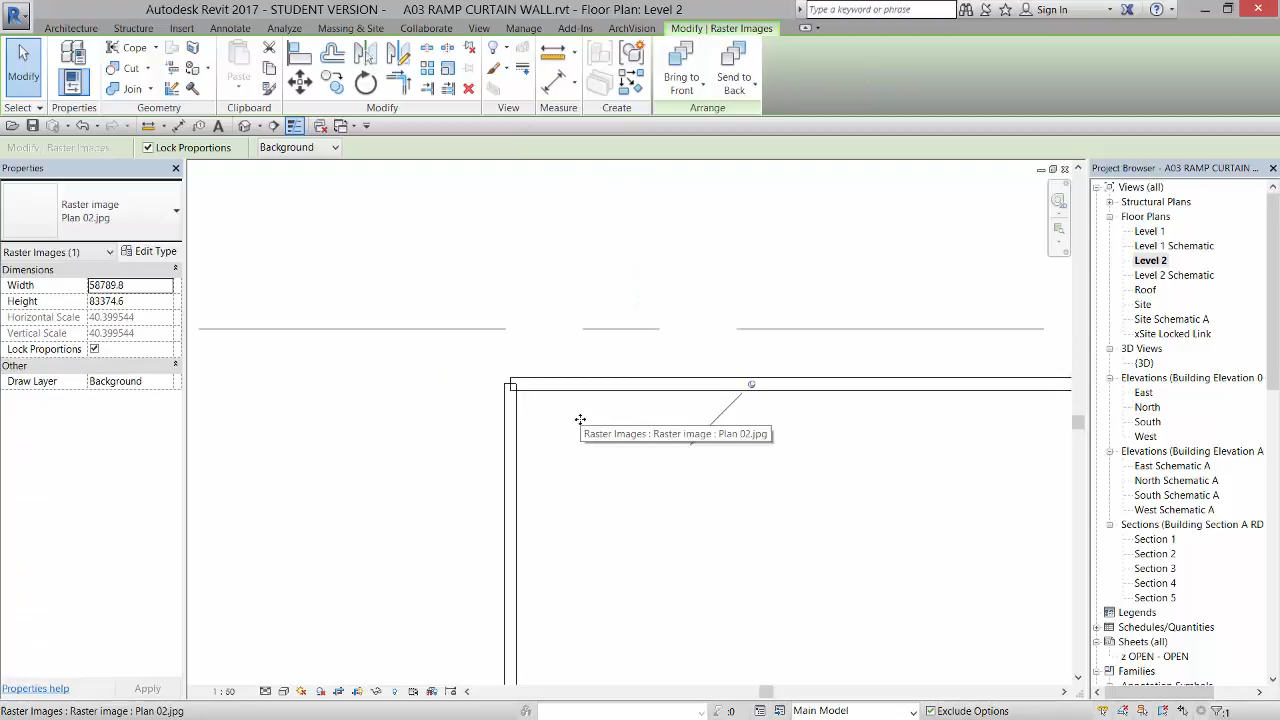 Autodesk Revit 2017 - STUDENT VERSION - A03 RAMP CURTAIN WALL.rvt - Floor Plan: Level 2
Type a keyword or phrase
Sign In
Architecture Structure Insert Annotate Analyze Massing & Site Collaborate View Manage Add-Ins ArchVision Modify | Raster Images
Modify
Properties
Cope
Cut
Join
Paste
Bring to Front
Send to Back
Select Properties Geometry Clipboard Modify View Measure Create Arrange
Modify | Raster Images
Lock Proportions
Background
Properties
Raster image
Plan 02.jpg
Raster Images (1)
Edit Type
Dimensions
Width 58789.8
Height 83374.6
Horizontal Scale 40.399544
Vertical Scale 40.399544
Lock Proportions
Other
Draw Layer Background
Properties help
Apply
Raster Images : Raster image : Plan 02.jpg
Project Browser - A03 RAMP CURTAIN WALL ...
Views (all)
Structural Plans
Floor Plans
Level 1
Level 1 Schematic
Level 2
Level 2 Schematic
Roof
Site
Site Schematic A
xSite Locked Link
3D Views
{3D}
Elevations (Building Elevation 0
East
North
South
West
Elevations (Building Elevation A
East Schematic A
North Schematic A
South Schematic A
West Schematic A
Sections (Building Section A RD
Section 1
Section 2
Section 3
Section 4
Section 5
Legends
Schedules/Quantities
Sheets (all)
z OPEN - OPEN
Families
Annotation Symbols
1 : 50
Raster Images : Raster image : Plan 02.jpg
:0
Main Model
Exclude Options
:1